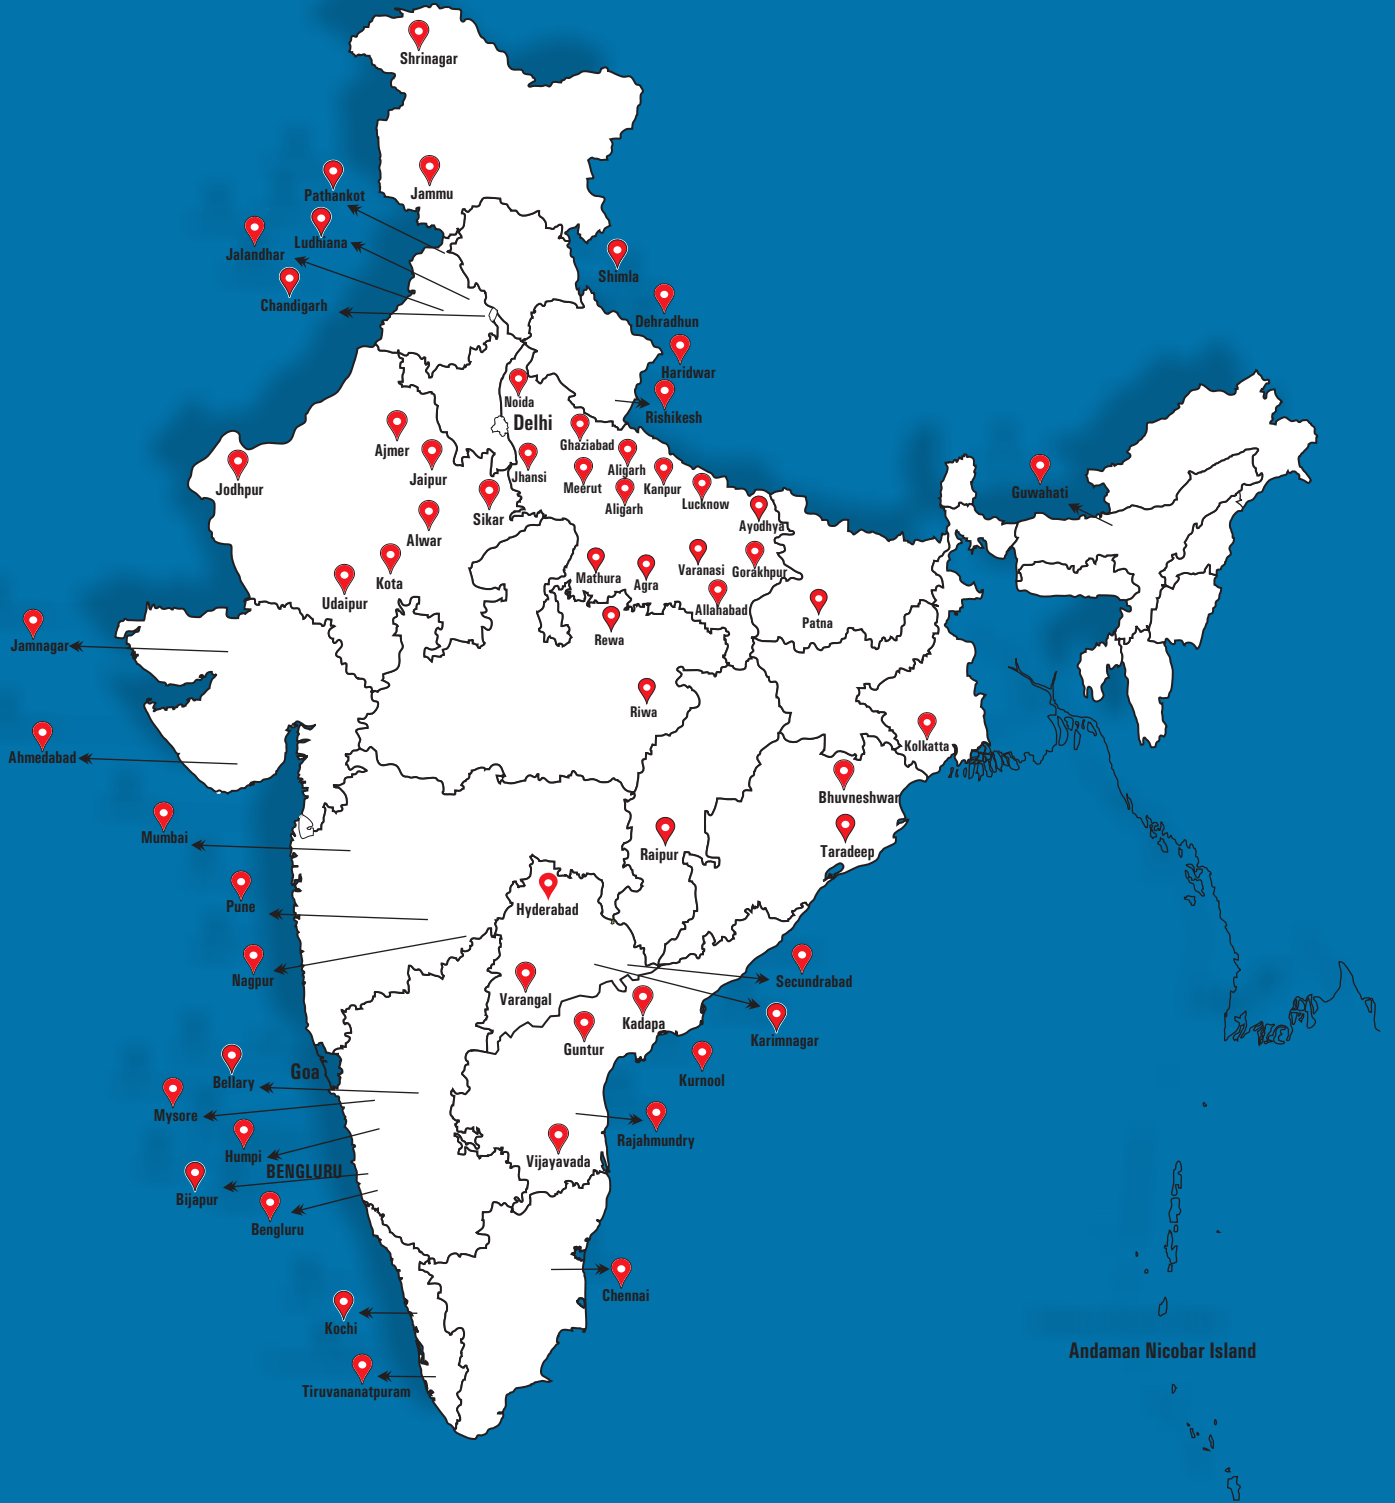 Shrinagar
Jammu
Pathankot
Ludhiana
Jalandhar
Chandigarh
Shimla
Dehradhun
Haridwar
Rishikesh
Noida
Delhi
Ghaziabad
Ajmer
Jaipur
Jodhpur
Jhansi
Aligarh
Meerut
Kanpur
Aligarh
Lucknow
Guwahati
Sikar
Ayodhya
Alwar
Kota
Udaipur
Mathura
Agra
Varanasi
Gorakhpur
Allahabad
Patna
Rewa
Jamnagar
Riwa
Kolkatta
Ahmedabad
Bhuvneshwar
Mumbai
Raipur
Taradeep
Pune
Hyderabad
Nagpur
Varangal
Secundrabad
Kadapa
Karimnagar
Guntur
Kurnool
Goa
Bellary
Mysore
Rajahmundry
Humpi
Vijayavada
BENGLURU
Bijapur
Bengluru
Chennai
Kochi
Andaman Nicobar Island
Tiruvananatpuram